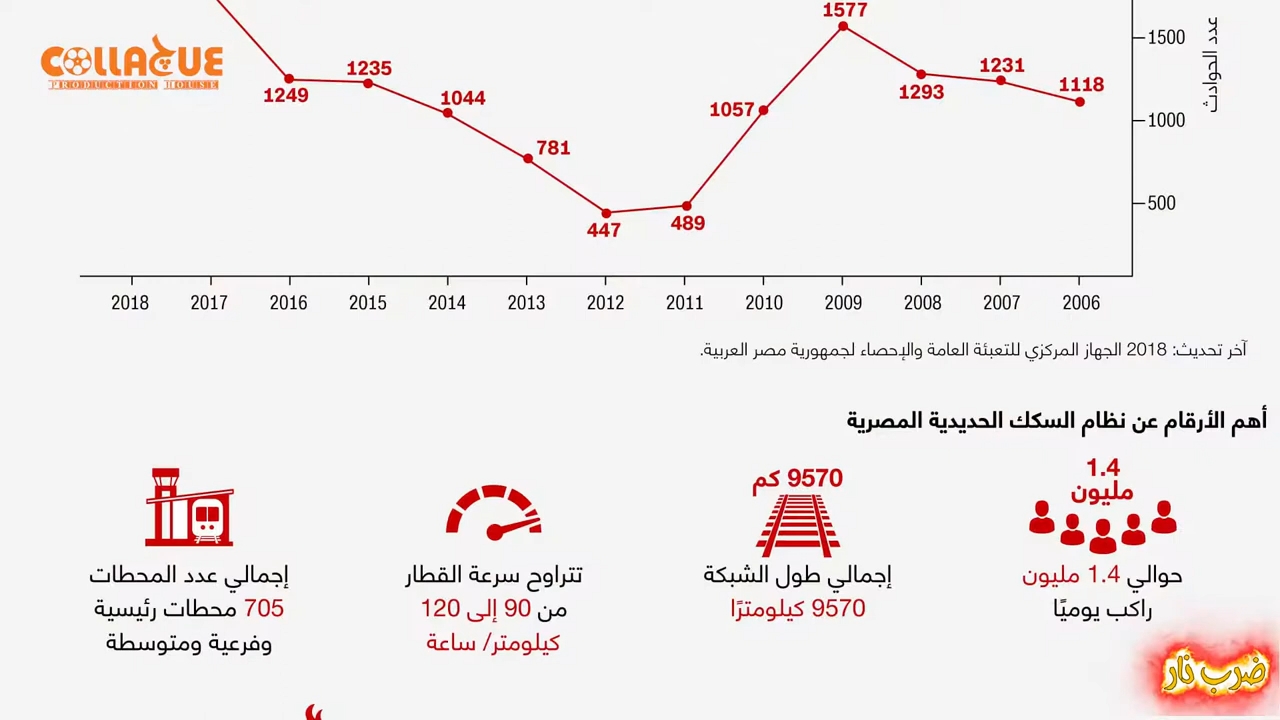 COLLAGUE
PRODUCTION HOUSE
عدد الحوادث
1500
1000
500
1577
1118
1231
1293
1057
489
447
781
1044
1235
1249
2006
2007
2008
2009
2010
2011
2012
2013
2014
2015
2016
2017
2018
آخر تحديث: 2018 الجهاز المركزي للتعبئة العامة والإحصاء لجمهورية مصر العربية.
أهم الأرقام عن نظام السكك الحديدية المصرية
1.4
مليون
حوالي 1.4 مليون
راكب يوميًا
9570 كم
إجمالي طول الشبكة
9570 كيلومترًا
تتراوح سرعة القطار
من 90 إلى 120
كيلومتر/ ساعة
إجمالي عدد المحطات
705 محطات رئيسية
وفرعية ومتوسطة
ضرب نار